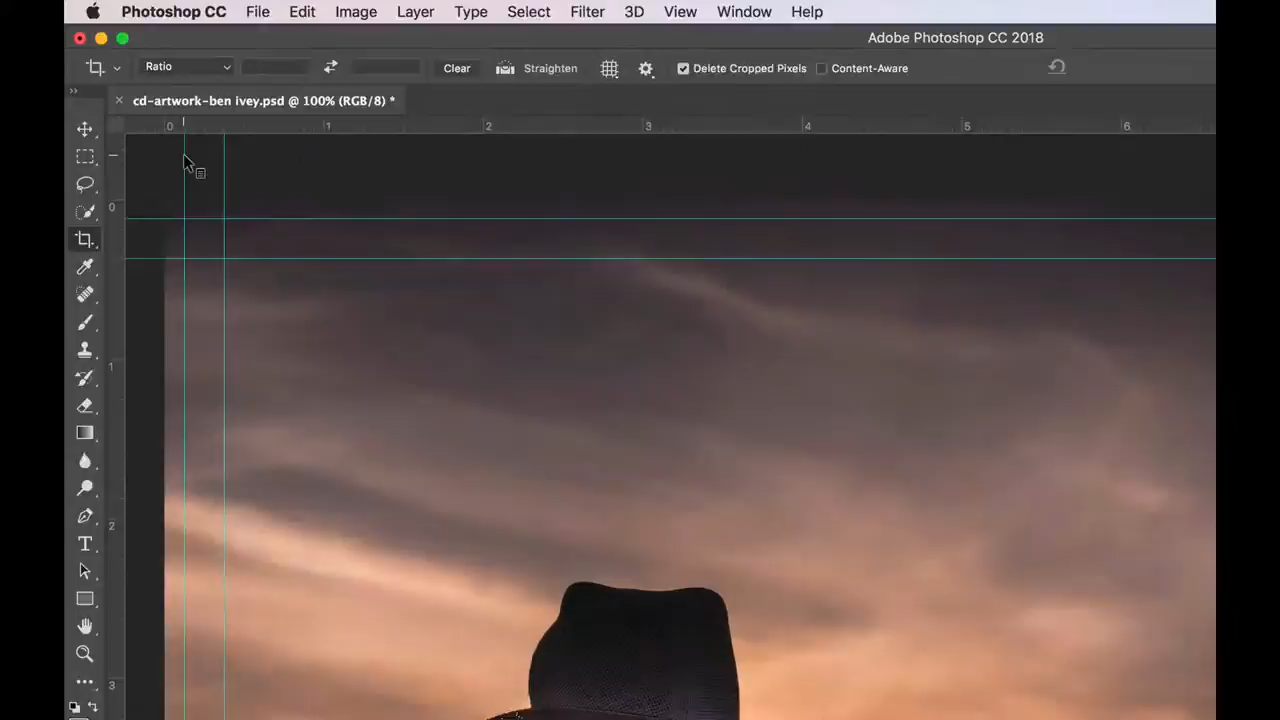 Photoshop CC File Edit Image Layer Type Select Filter 3D View Window Help
Adobe Photoshop CC 2018
Ratio Clear Straighten Delete Cropped Pixels Content-Aware
cd-artwork-ben ivey.psd @ 100% (RGB/8) *
0 1 2 3 4 5 6
0
1
2
T
3